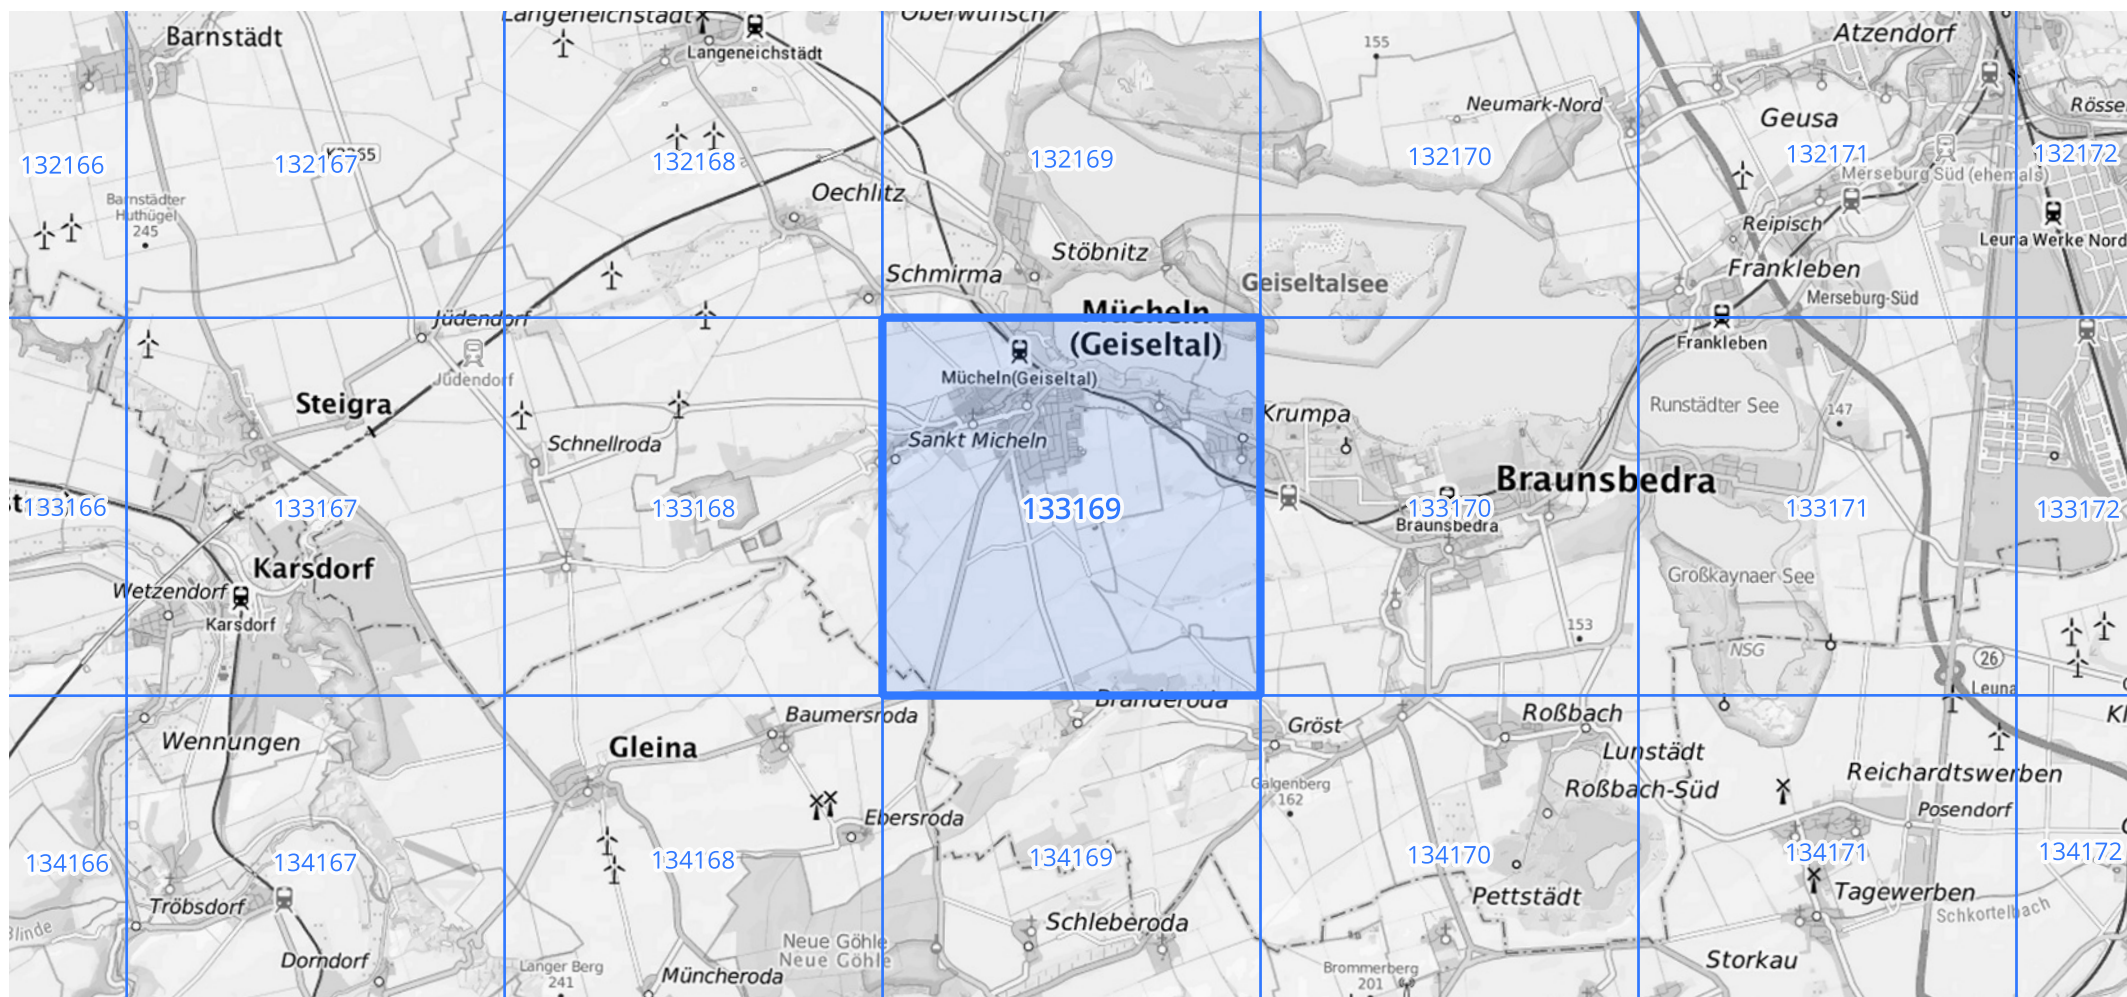 Barnstädt
Langeneichstädt
Langeneichstädt
Oberwünsch
155
Atzendorf
Neumark-Nord
Geusa
K2265
132166
132167
132168
132169
132170
132171
132172
Merseburg Süd (ehemals)
Barnstädter
Huthügel
245
Oechlitz
Reipisch
Leuna Werke Nord
Stöbnitz
Schmirma
Geiseltalsee
Frankleben
Merseburg-Süd
Mücheln
(Geiseltal)
Jüdendorf
Jüdendorf
Frankleben
Mücheln(Geiseltal)
Steigra
Schnellroda
Sankt Micheln
Krumpa
Runstädter See
147
Braunsbedra
Braunsbedra
133166
133167
133168
133169
133170
133171
133172
Karsdorf
Wetzendorf
Karsdorf
Großkaynaer See
153
NSG
26
Leuna
Branderoda
Baumersroda
Gröst
Roßbach
Wennungen
Gleina
Lunstädt
Roßbach-Süd
Reichardtswerben
Galgenberg
162
Posendorf
Ebersroda
134166
134167
134168
134169
134170
134171
134172
Tröbsdorf
Pettstädt
Tagewerben
Schkortelbach
Schleberoda
Neue Göhle
Neue Göhle
Dorndorf
Langer Berg
241
Müncheroda
Brommerberg
201
Storkau